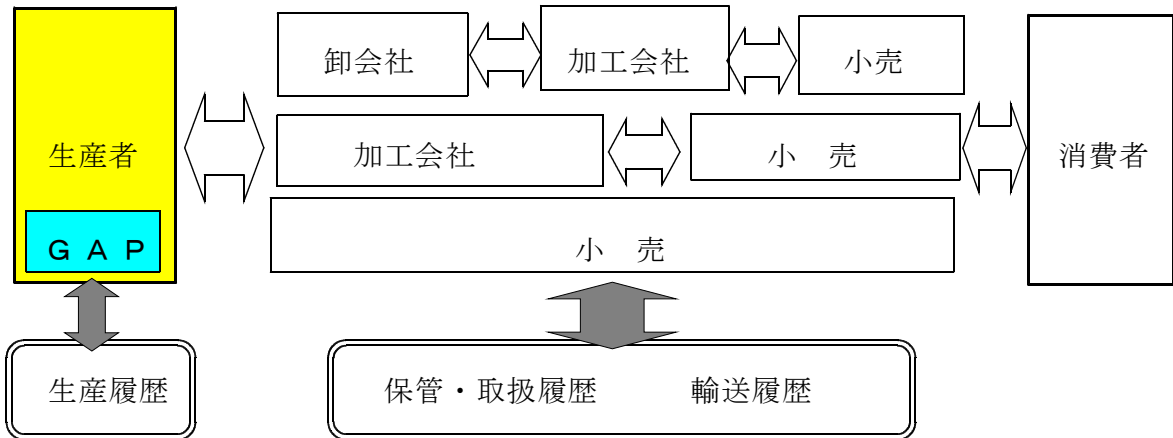 卸会社 加工会社 小売
生産者 加工会社 小 売 消費者
GAP 小 売
生産履歴 保管・取扱履歴 輸送履歴